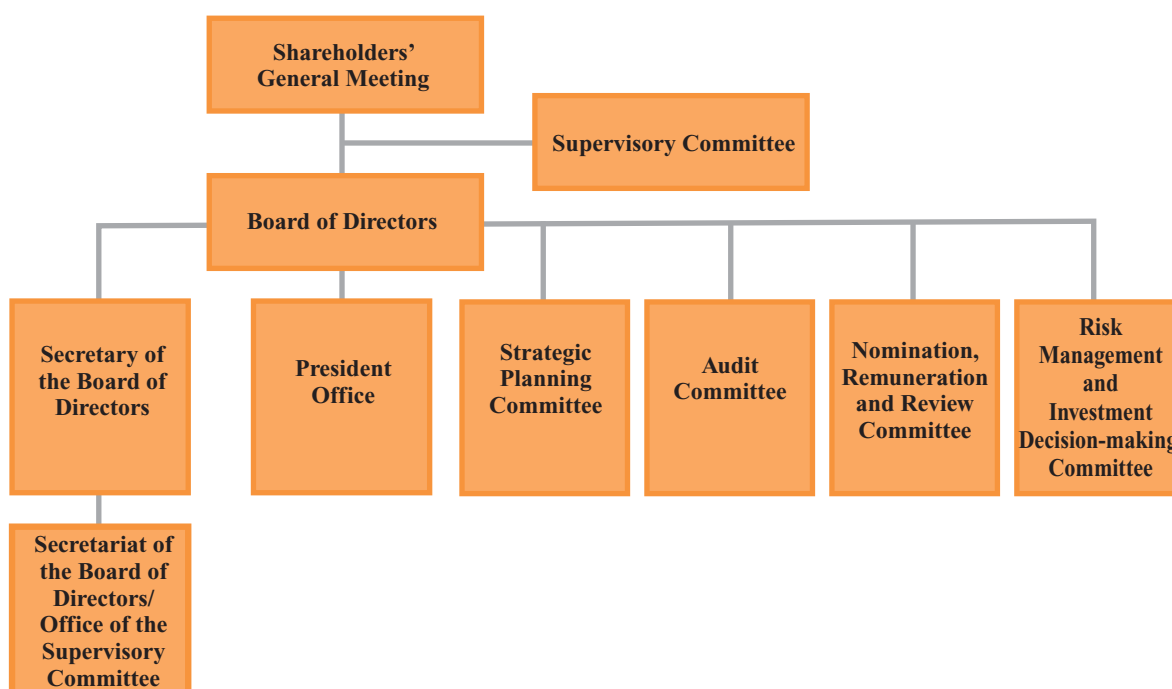 Shareholders’
General Meeting
Supervisory Committee
Board of Directors
Secretary of
the Board of
Directors
President
Office
Strategic
Planning
Committee
Audit
Committee
Nomination,
Remuneration
and Review
Committee
Risk
Management
and
Investment
Decision-making
Committee
Secretariat of
the Board of
Directors/
Office of the
Supervisory
Committee